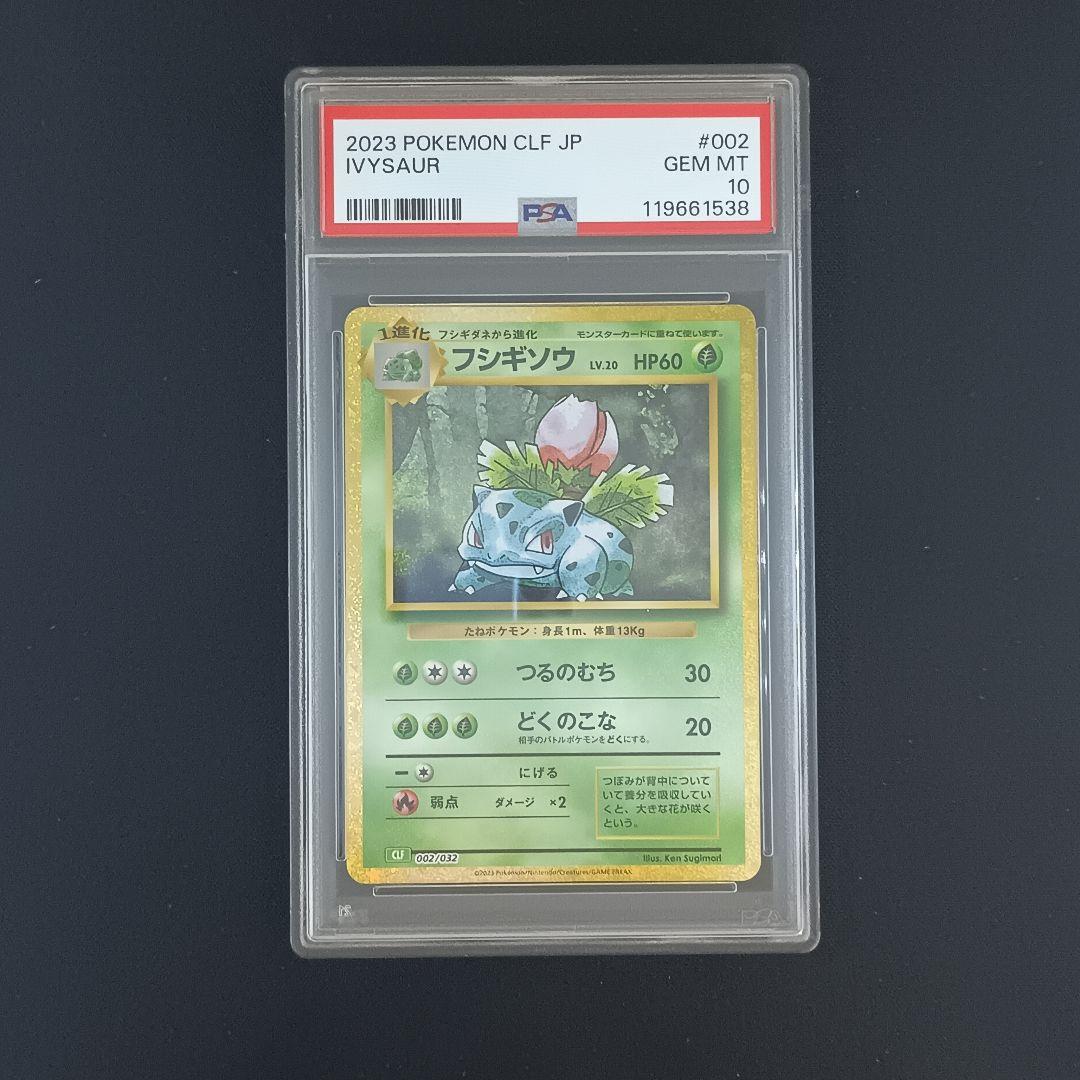 2023 POKEMON CLF JP #002
IVYSAUR GEM MT
10
PSA 119661538
1進化 フシギダネから進化 モンスターカードに重ねて使います。
フシギソウ LV.20 HP60
たねポケモン：身長1m、体重13Kg
つるのむち 30
どくのこな 20
相手のバトルポケモンをどくにする。
にげる
弱点 ダメージ ×2
つぼみが背中について
いて養分を吸収してい
くと、大きな花が咲く
という。
CLF 002/032 Illus. Ken Sugimori
©2023 Pokémon/Nintendo/Creatures/GAME FREAK
PSA